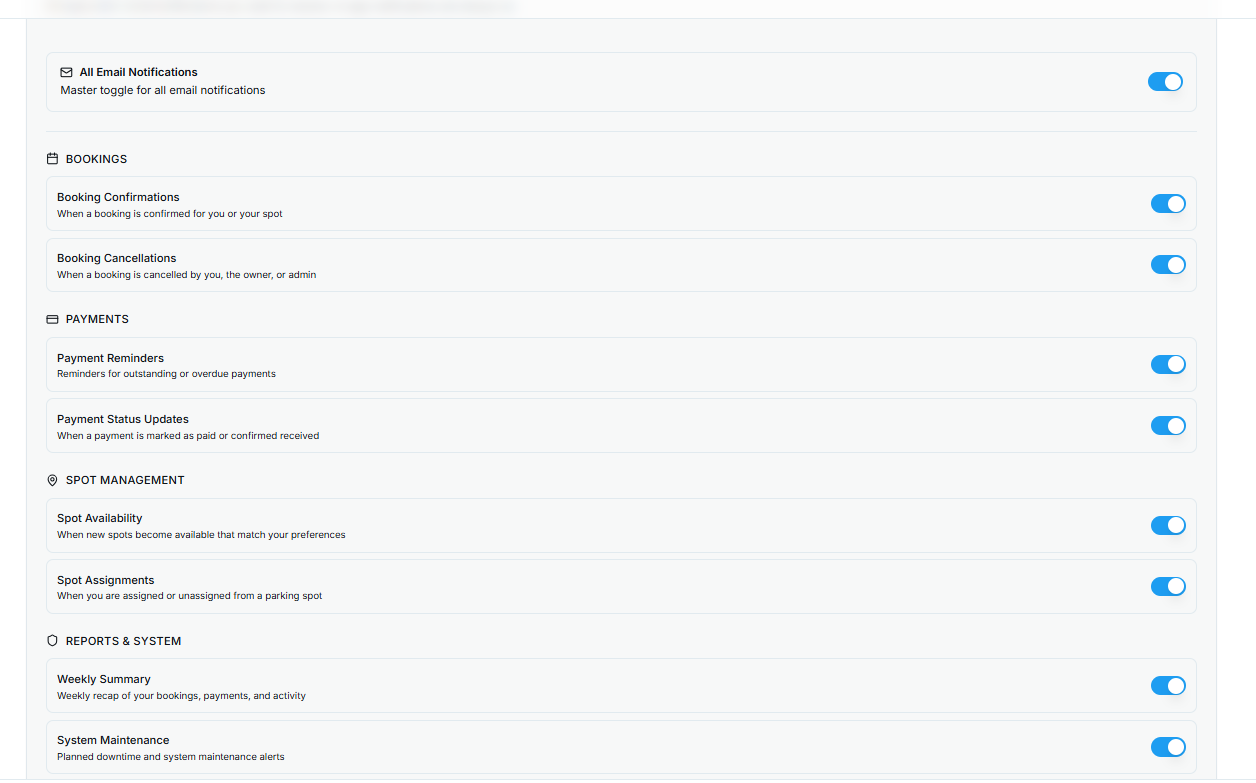 All Email Notifications
Master toggle for all email notifications
BOOKINGS
Booking Confirmations
When a booking is confirmed for you or your spot
Booking Cancellations
When a booking is cancelled by you, the owner, or admin
PAYMENTS
Payment Reminders
Reminders for outstanding or overdue payments
Payment Status Updates
When a payment is marked as paid or confirmed received
SPOT MANAGEMENT
Spot Availability
When new spots become available that match your preferences
Spot Assignments
When you are assigned or unassigned from a parking spot
REPORTS & SYSTEM
Weekly Summary
Weekly recap of your bookings, payments, and activity
System Maintenance
Planned downtime and system maintenance alerts